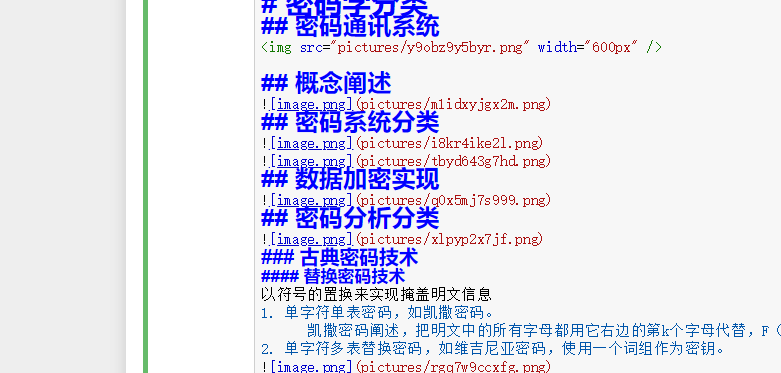 # 密码学分类
## 密码通讯系统
<img src="pictures/y9obz9y5byr.png" width="600px" />
## 概念阐述
![image.png](pictures/m1idxyjgx2m.png)
## 密码系统分类
![image.png](pictures/i8kr4ike2l.png)
![image.png](pictures/tbyd643g7hd.png)
## 数据加密实现
![image.png](pictures/q0x5mj7s999.png)
## 密码分析分类
![image.png](pictures/xlpyp2x7jf.png)
### 古典密码技术
#### 替换密码技术
以符号的置换来实现掩盖明文信息
1. 单字符单表密码，如凯撒密码。
凯撒密码阐述，把明文中的所有字母都用它右边的第k个字母代替，F（
2. 单字符多表替换密码，如维吉尼亚密码，使用一个词组作为密钥。
![image.png](pictures/rgq7w9ccxfg.png)